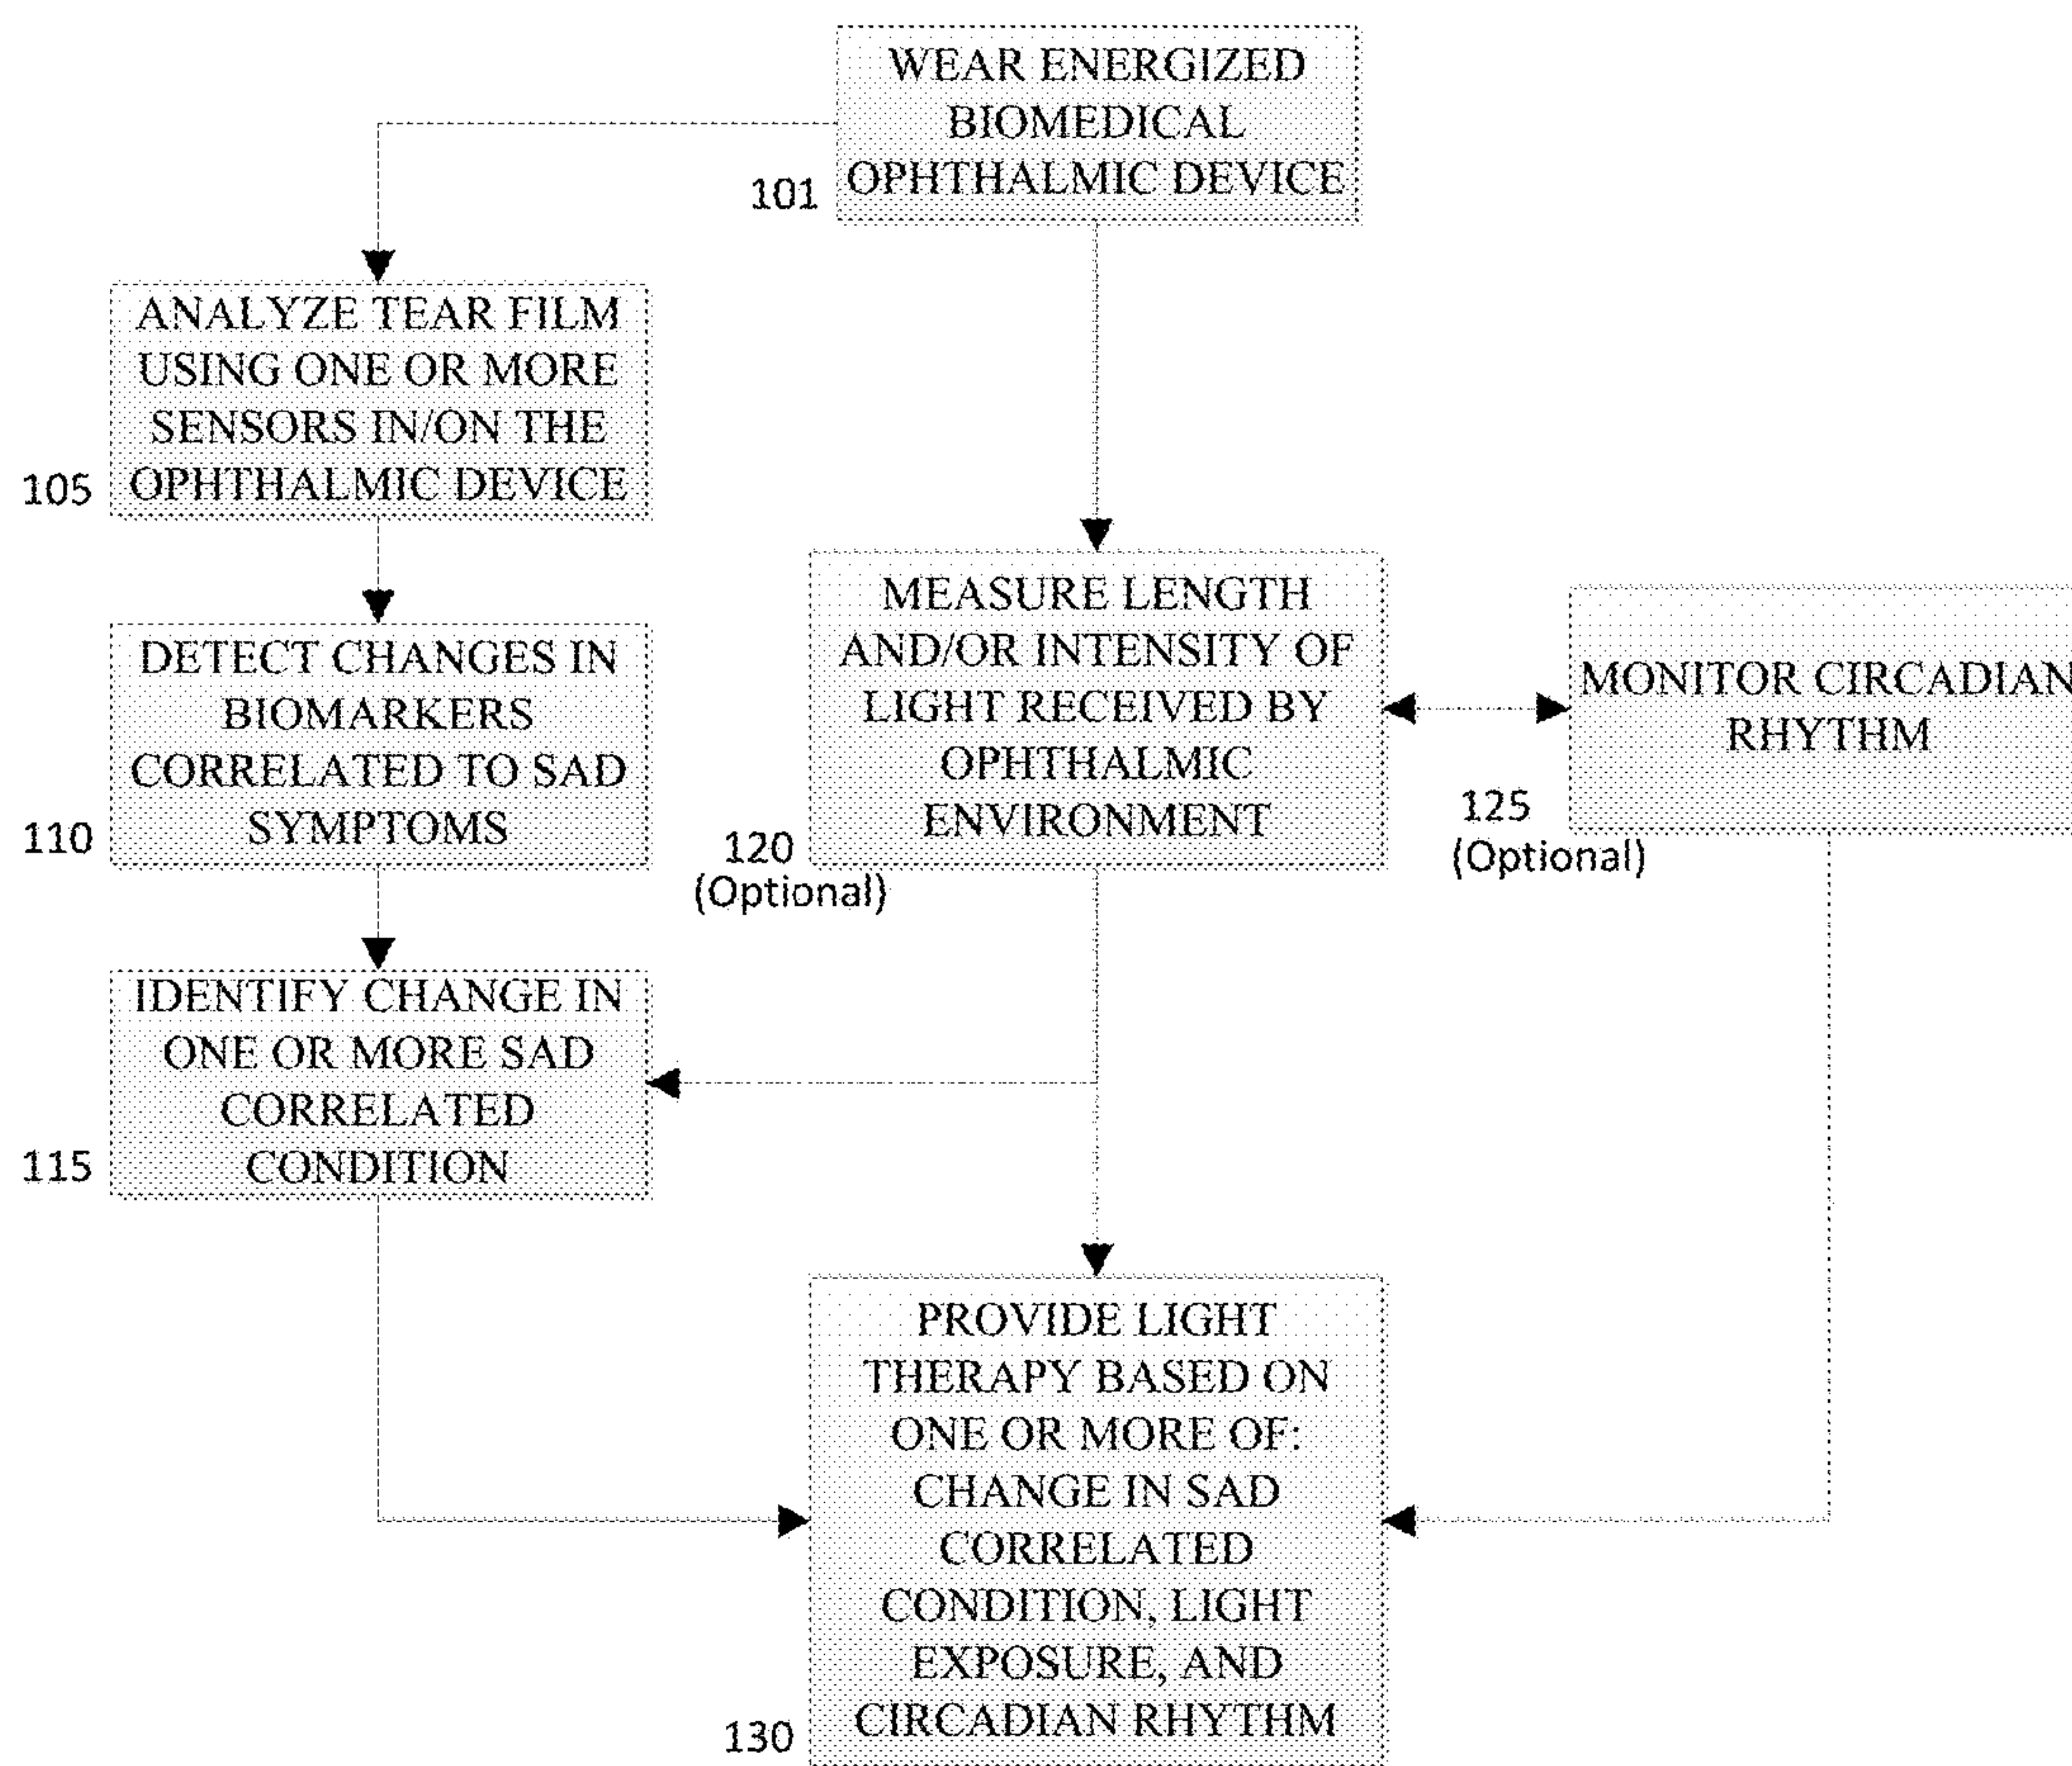 WEAR ENERGIZED
BIOMEDICAL
OPHTHALMIC DEVICE
101
ANALYZE TEAR FILM
USING ONE OR MORE
SENSORS IN/ON THE
OPHTHALMIC DEVICE
105
DETECT CHANGES IN
BIOMARKERS
CORRELATED TO SAD
SYMPTOMS
110
IDENTIFY CHANGE IN
ONE OR MORE SAD
CORRELATED
CONDITION
115
MEASURE LENGTH
AND/OR INTENSITY OF
LIGHT RECEIVED BY
OPHTHALMIC
ENVIRONMENT
120
(Optional)
MONITOR CIRCADIAN
RHYTHM
125
(Optional)
PROVIDE LIGHT
THERAPY BASED ON
ONE OR MORE OF:
CHANGE IN SAD
CORRELATED
CONDITION, LIGHT
EXPOSURE, AND
CIRCADIAN RHYTHM
130